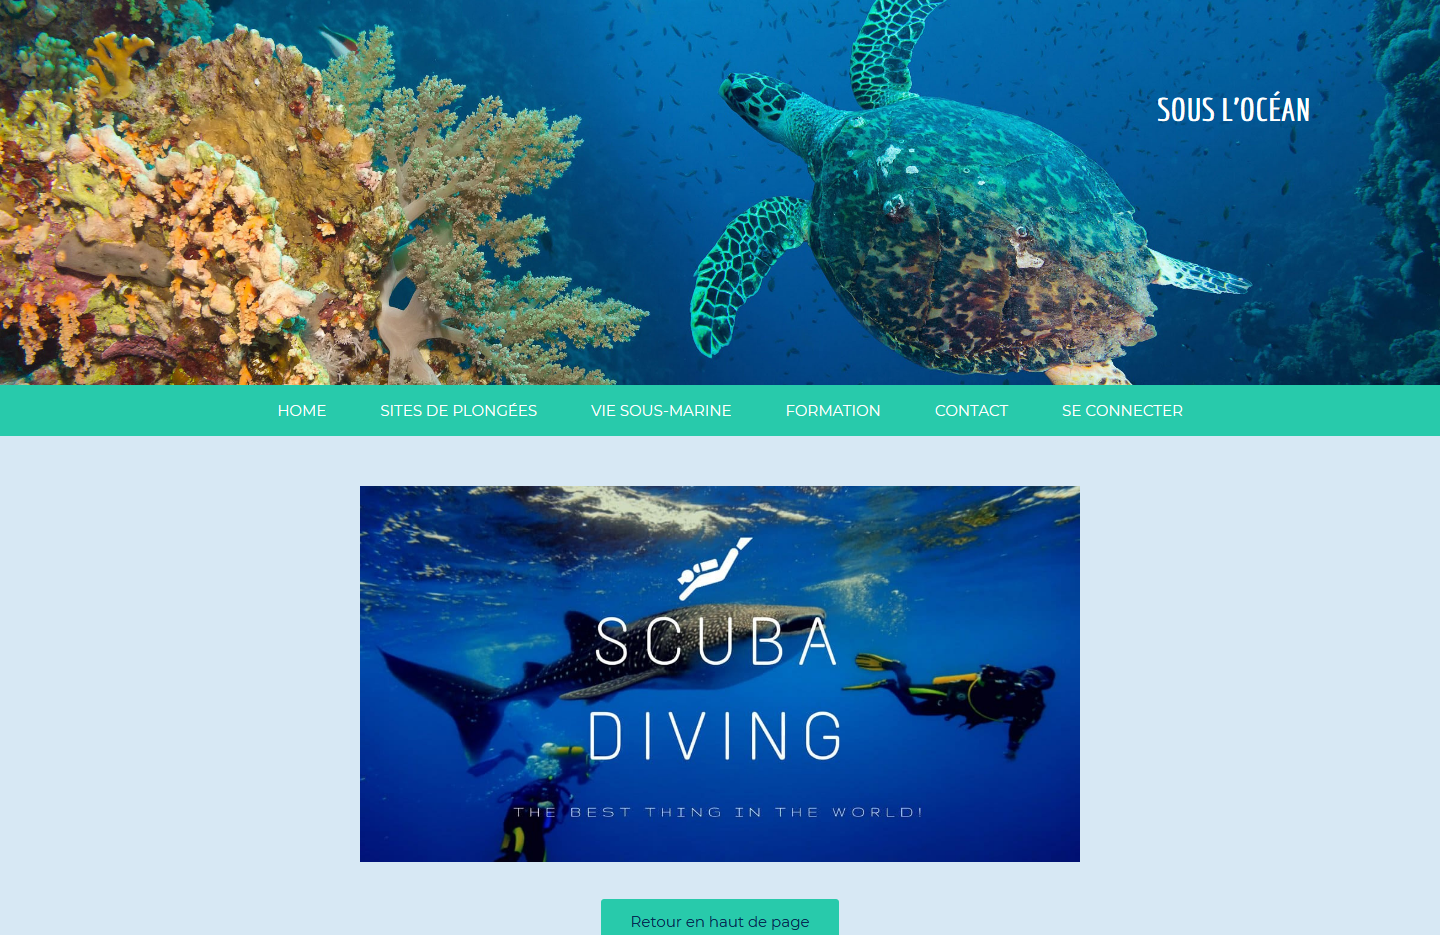 SOUS L'OCÉAN
HOME SITES DE PLONGÉES VIE SOUS-MARINE FORMATION CONTACT SE CONNECTER
SCUBA
DIVING
THE BEST THING IN THE WORLD!
Retour en haut de page